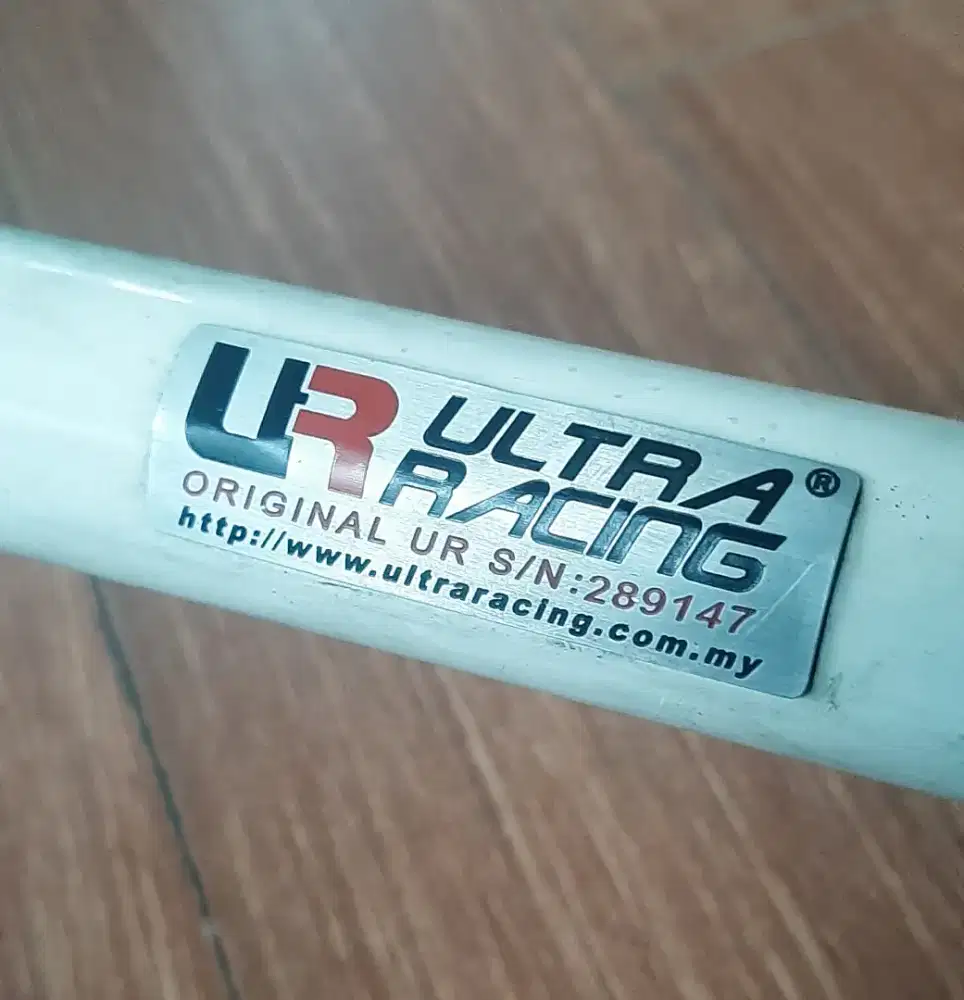 UR ULTRA RACING®
ORIGINAL UR S/N:289147
http://www.ultraracing.com.my